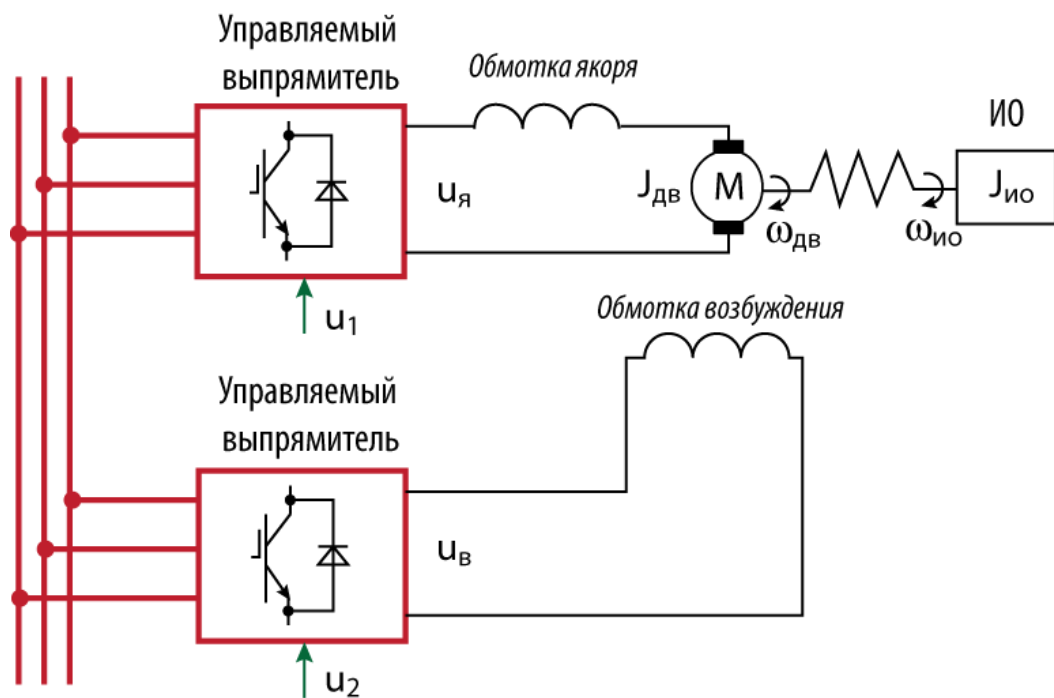 Управляемый
выпрямитель
Обмотка якоря
ИО
uя
Jдв
M
ωдв
ωио
Jио
u1
Обмотка возбуждения
Управляемый
выпрямитель
uв
u2